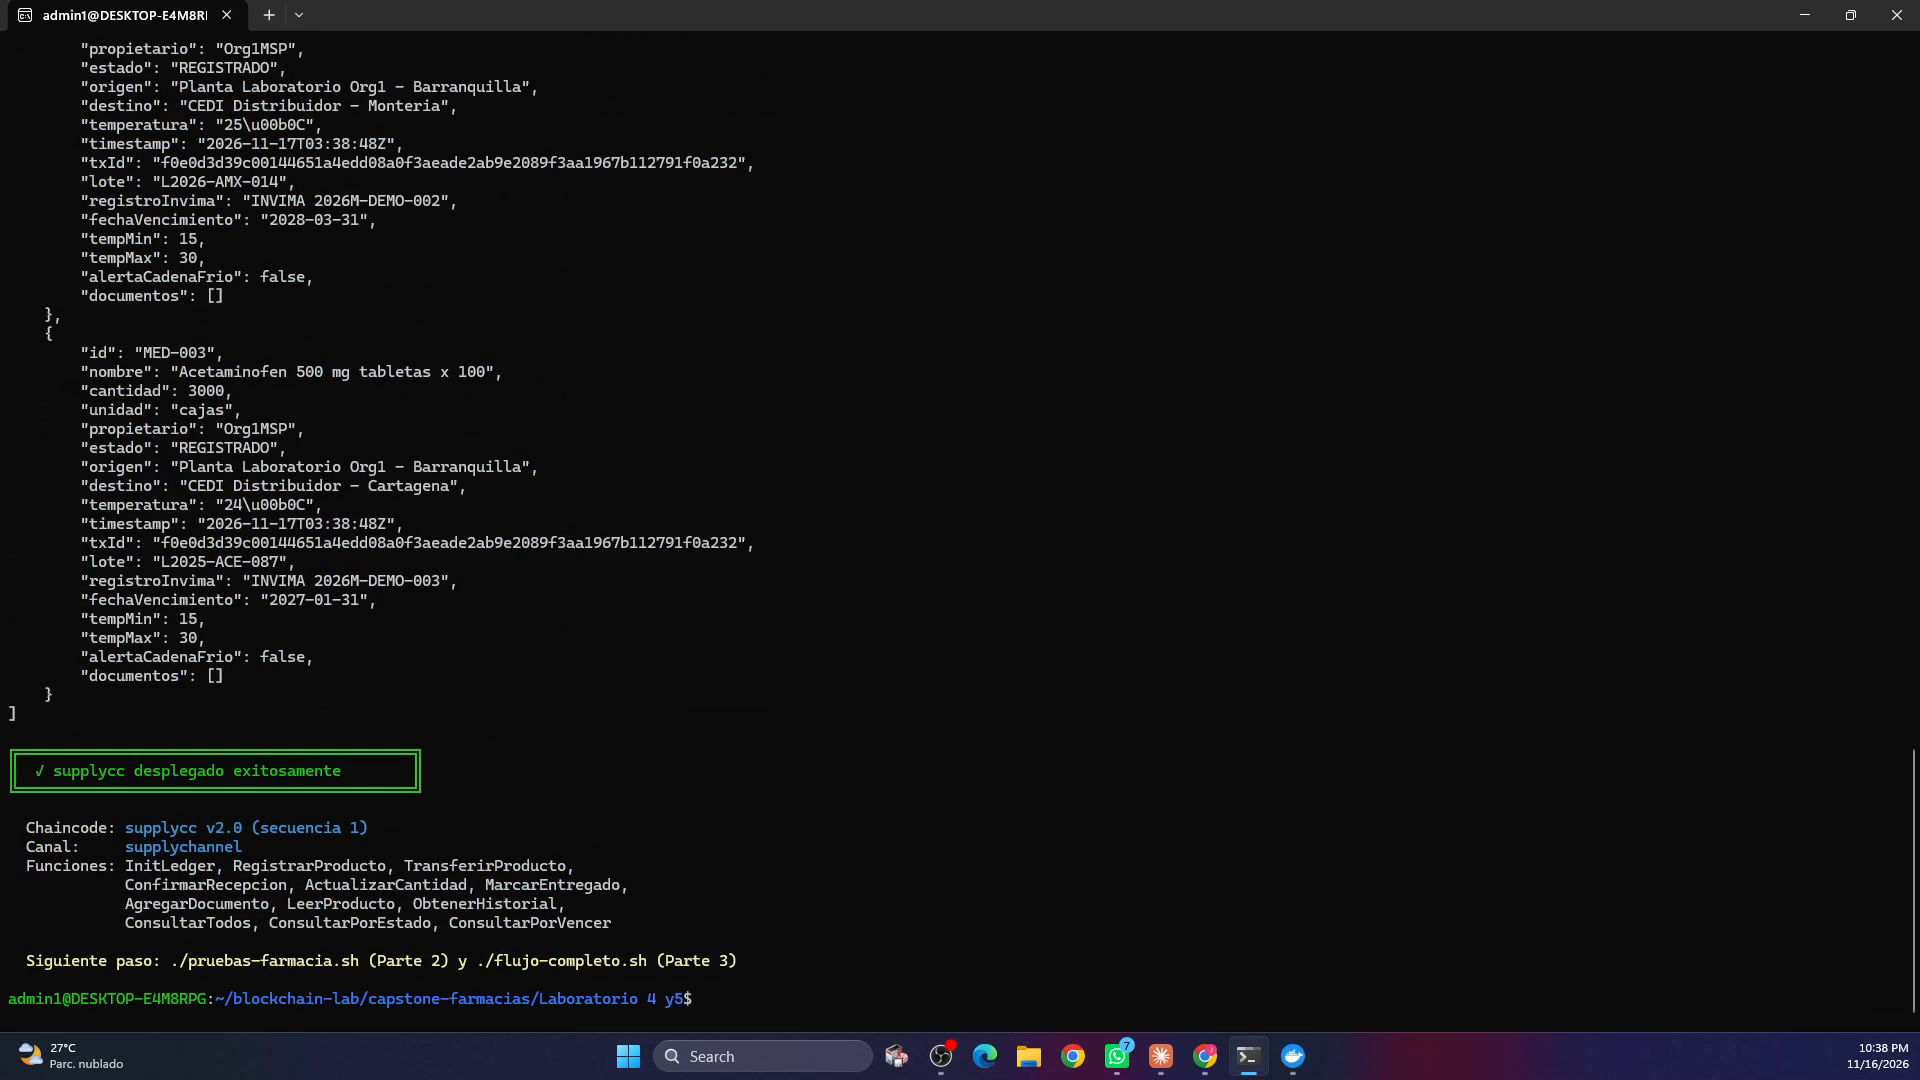 admin1@DESKTOP-E4M8RI
"propietario": "Org1MSP",
"estado": "REGISTRADO",
"origen": "Planta Laboratorio Org1 - Barranquilla",
"destino": "CEDI Distribuidor - Monteria",
"temperatura": "25\u00b0C",
"timestamp": "2026-11-17T03:38:48Z",
"txId": "f0e0d3d39c00144651a4edd08a0f3aeade2ab9e2089f3aa1967b112791f0a232",
"lote": "L2026-AMX-014",
"registroInvima": "INVIMA 2026M-DEMO-002",
"fechaVencimiento": "2028-03-31",
"tempMin": 15,
"tempMax": 30,
"alertaCadenaFrio": false,
"documentos": []
},
{
"id": "MED-003",
"nombre": "Acetaminofen 500 mg tabletas x 100",
"cantidad": 3000,
"unidad": "cajas",
"propietario": "Org1MSP",
"estado": "REGISTRADO",
"origen": "Planta Laboratorio Org1 - Barranquilla",
"destino": "CEDI Distribuidor - Cartagena",
"temperatura": "24\u00b0C",
"timestamp": "2026-11-17T03:38:48Z",
"txId": "f0e0d3d39c00144651a4edd08a0f3aeade2ab9e2089f3aa1967b112791f0a232",
"lote": "L2025-ACE-087",
"registroInvima": "INVIMA 2026M-DEMO-003",
"fechaVencimiento": "2027-01-31",
"tempMin": 15,
"tempMax": 30,
"alertaCadenaFrio": false,
"documentos": []
}
]
✓ supplycc desplegado exitosamente
Chaincode: supplycc v2.0 (secuencia 1)
Canal: supplychannel
Funciones: InitLedger, RegistrarProducto, TransferirProducto,
ConfirmarRecepcion, ActualizarCantidad, MarcarEntregado,
AgregarDocumento, LeerProducto, ObtenerHistorial,
ConsultarTodos, ConsultarPorEstado, ConsultarPorVencer
Siguiente paso: ./pruebas-farmacia.sh (Parte 2) y ./flujo-completo.sh (Parte 3)
admin1@DESKTOP-E4M8RPG:~/blockchain-lab/capstone-farmacias/Laboratorio 4 y5$
27°C
Parc. nublado
Search
7
10:38 PM
11/16/2026